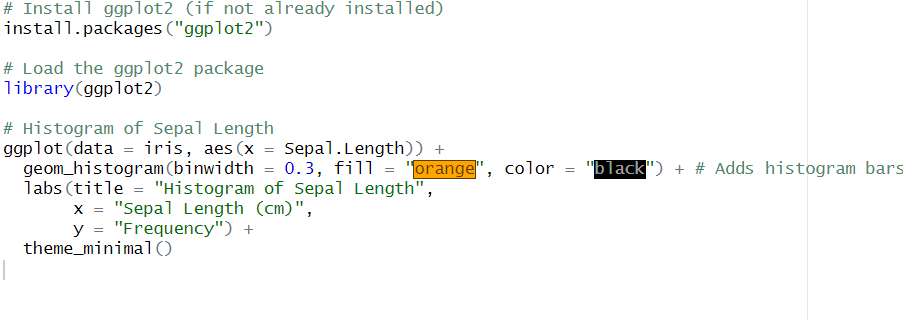 # Install ggplot2 (if not already installed)
install.packages("ggplot2")
# Load the ggplot2 package
library(ggplot2)
# Histogram of Sepal Length
ggplot(data = iris, aes(x = Sepal.Length)) +
  geom_histogram(binwidth = 0.3, fill = "orange", color = "black") + # Adds histogram bars
  labs(title = "Histogram of Sepal Length",
       x = "Sepal Length (cm)",
       y = "Frequency") +
  theme_minimal()